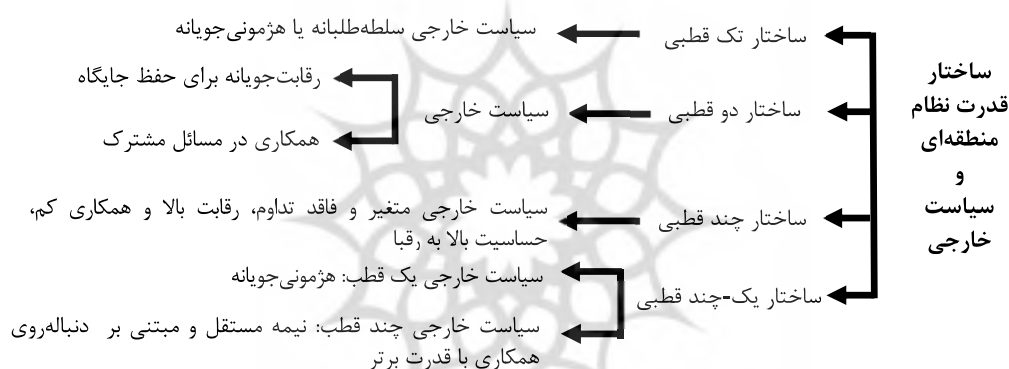 ساختار
قدرت نظام
منطقه‌ای
و
سیاست
خارجی
ساختار تک قطبی
سیاست خارجی سلطه‌طلبانه یا هژمونی‌جویانه
ساختار دو قطبی
سیاست خارجی
رقابت‌جویانه برای حفظ جایگاه
همکاری در مسائل مشترک
ساختار چند قطبی
سیاست خارجی متغیر و فاقد تداوم، رقابت بالا و همکاری کم،
حساسیت بالا به رقبا
ساختار یک-چند قطبی
سیاست خارجی یک قطب: هژمونی‌جویانه
سیاست خارجی چند قطب: نیمه مستقل و مبتنی بر دنباله‌روی
همکاری با قدرت برتر